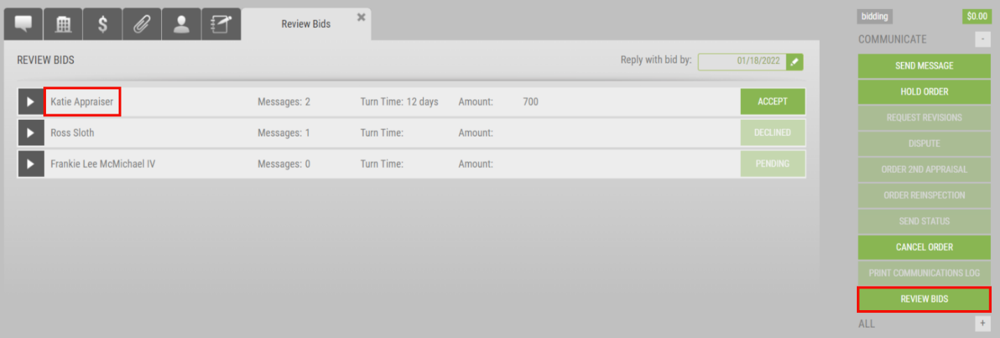 Review Bids
REVIEW BIDS
Reply with bid by: 01/18/2022
Katie Appraiser Messages: 2 Turn Time: 12 days Amount: 700 ACCEPT
Ross Sloth Messages: 1 Turn Time: Amount: DECLINED
Frankie Lee McMichael IV Messages: 0 Turn Time: Amount: PENDING
bidding $0.00
COMMUNICATE -
SEND MESSAGE
HOLD ORDER
REQUEST REVISIONS
DISPUTE
ORDER 2ND APPRAISAL
ORDER REINSPECTION
SEND STATUS
CANCEL ORDER
PRINT COMMUNICATIONS LOG
REVIEW BIDS
ALL +